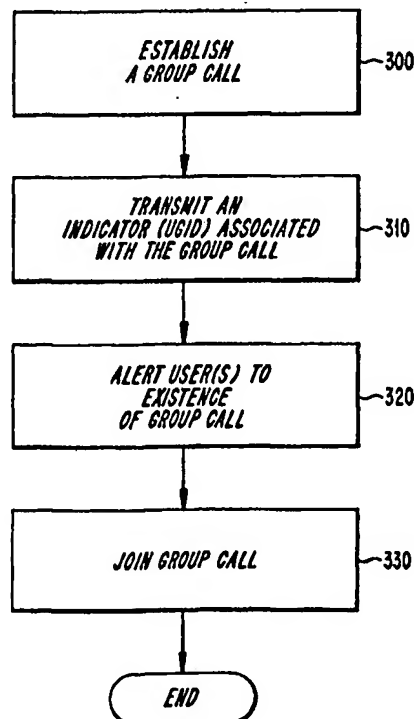 ESTABLISH
A GROUP CALL
300
TRANSMIT AN
INDICATOR (UGID) ASSOCIATED
WITH THE GROUP CALL
310
ALERT USER(S) TO
EXISTENCE
OF GROUP CALL
320
JOIN GROUP CALL
330
END